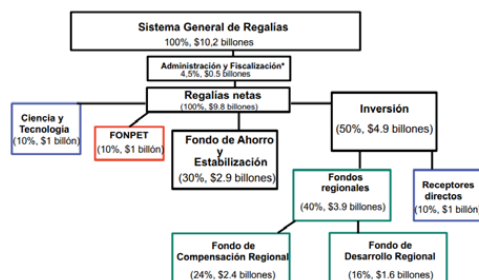 Sistema General de Regalías
100%, $10,2 billones
Administración y Fiscalización*
4,5%, $0.5 billones
Regalías netas
(100%, $9.8 billones)
Ciencia y
Tecnología
(10%, $1 billón)
FONPET
(10%, $1 billón)
Fondo de Ahorro
y
Estabilización
(30%, $2.9 billones)
Inversión
(50%, $4.9 billones)
Fondos
regionales
(40%, $3.9 billones)
Receptores
directos
(10%, $1 billón)
Fondo de
Compensación Regional
(24%, $2.4 billones)
Fondo de
Desarrollo Regional
(16%, $1.6 billones)